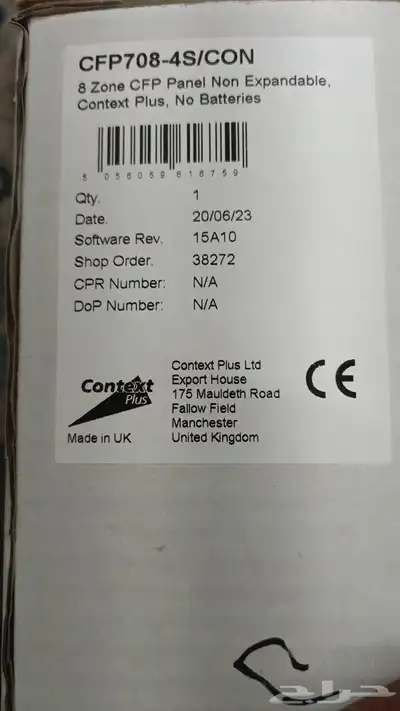 CFP708-4S/CON
8 Zone CFP Panel Non Expandable,
Context Plus, No Batteries
5 056059 616759
Qty. 1
Date. 20/06/23
Software Rev. 15A10
Shop Order. 38272
CPR Number: N/A
DoP Number: N/A
Context
Plus
Made in UK
Context Plus Ltd
Export House
175 Mauldeth Road
Fallow Field
Manchester
United Kingdom
CE
حراج